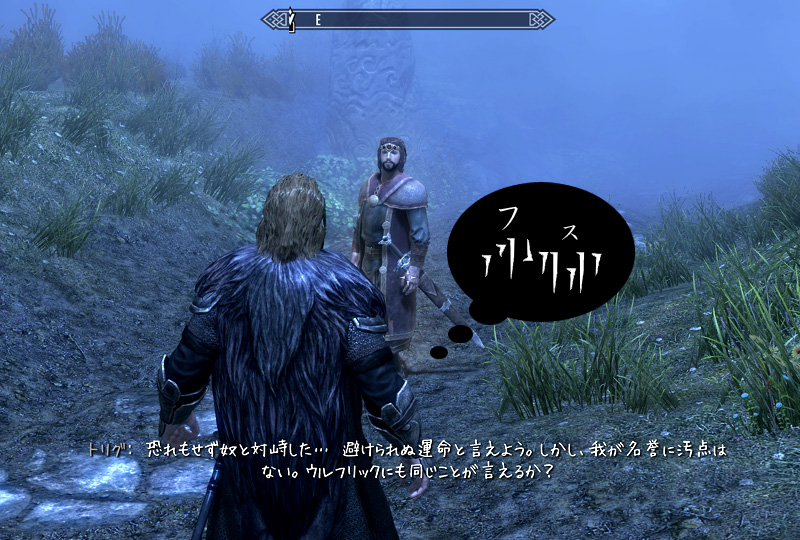 E
フ ス
トリグ: 恐れもせず奴と対峙した… 避けられぬ運命と言えよう。しかし、我が名誉に汚点は
ない。ウルフリックにも同じことが言えるか?